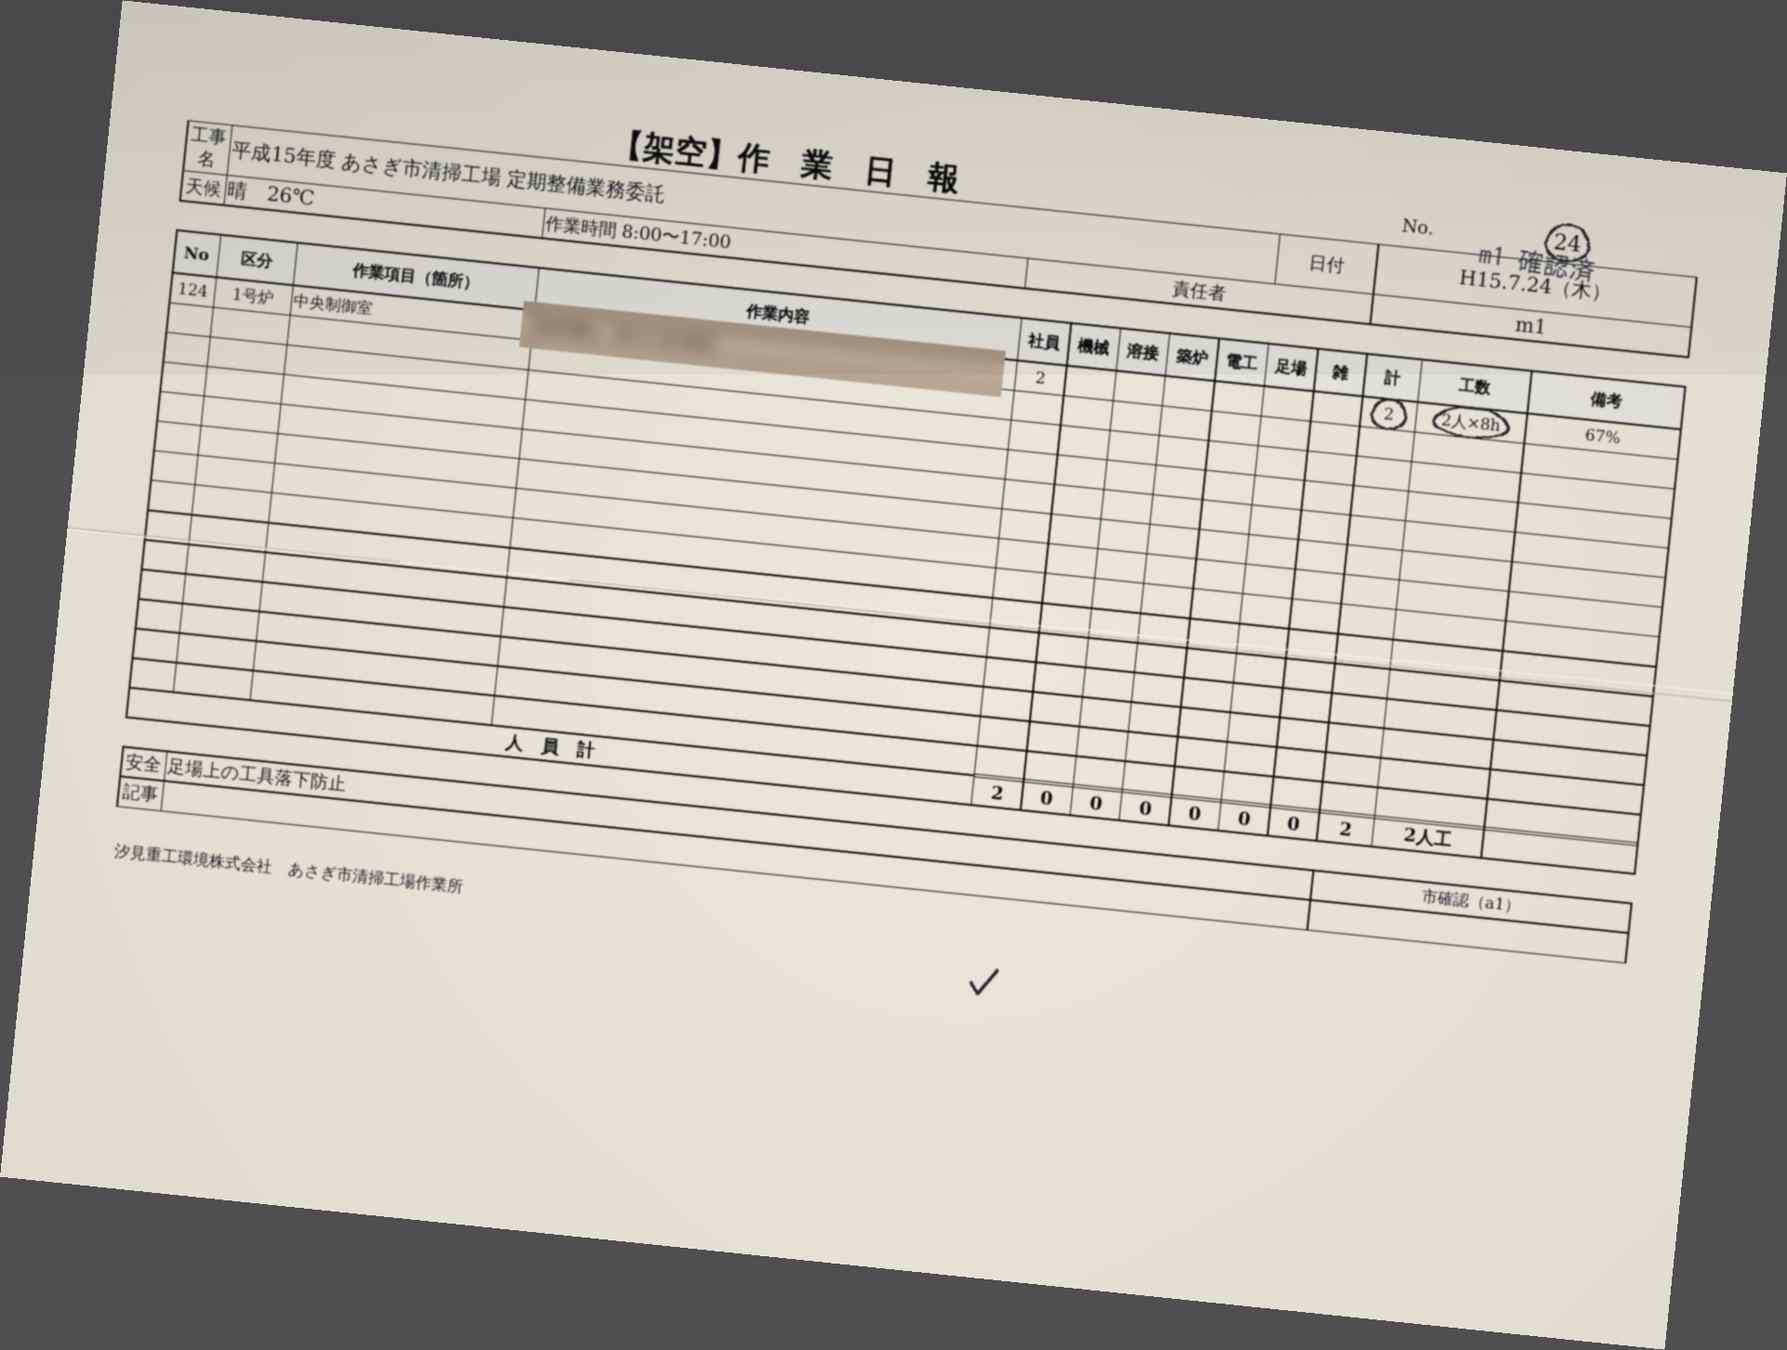 【架空】作 業 日 報
No. 24
m1 確認済
工事名 平成15年度 あさぎ市清掃工場 定期整備業務委託 日付 H15.7.24（木）
天候 晴 26℃ 作業時間 8:00〜17:00 責任者 m1
No 区分 作業項目（箇所） 作業内容 社員 機械 溶接 築炉 電工 足場 雑 計 工数 備考
124 1号炉 中央制御室 2 2 2人×8h 67%
人 員 計 2 0 0 0 0 0 0 2 2人工
安全 足場上の工具落下防止 市確認（a1）
記事
汐見重工環境株式会社 あさぎ市清掃工場作業所